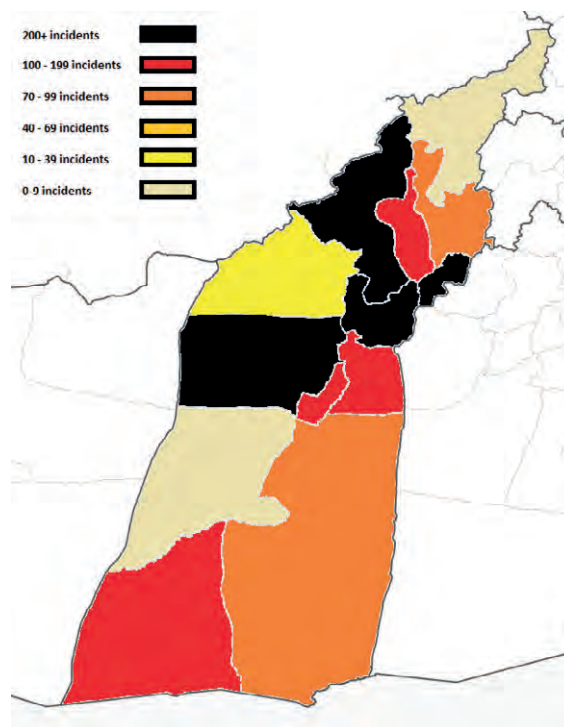 200+ incidents
100 - 199 incidents
70 - 99 incidents
40 - 69 incidents
10 - 39 incidents
0-9 incidents